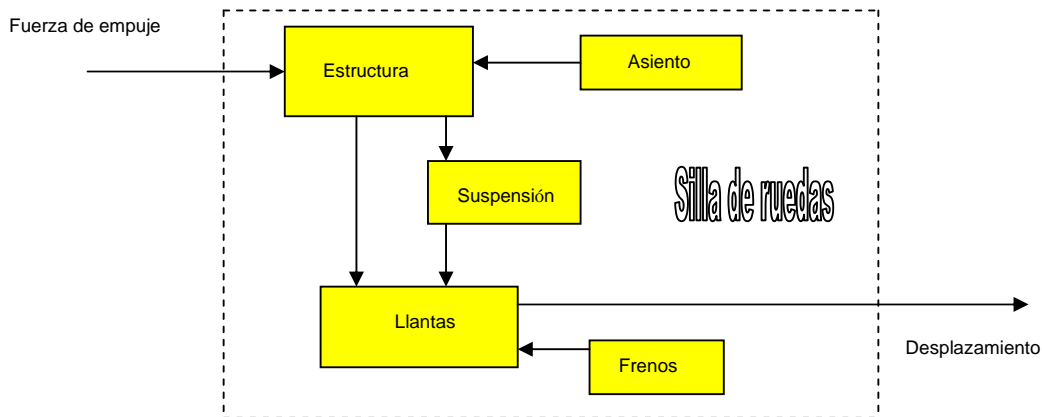 Fuerza de empuje
Estructura
Asiento
Suspensión
Silla de ruedas
Llantas
Desplazamiento
Frenos